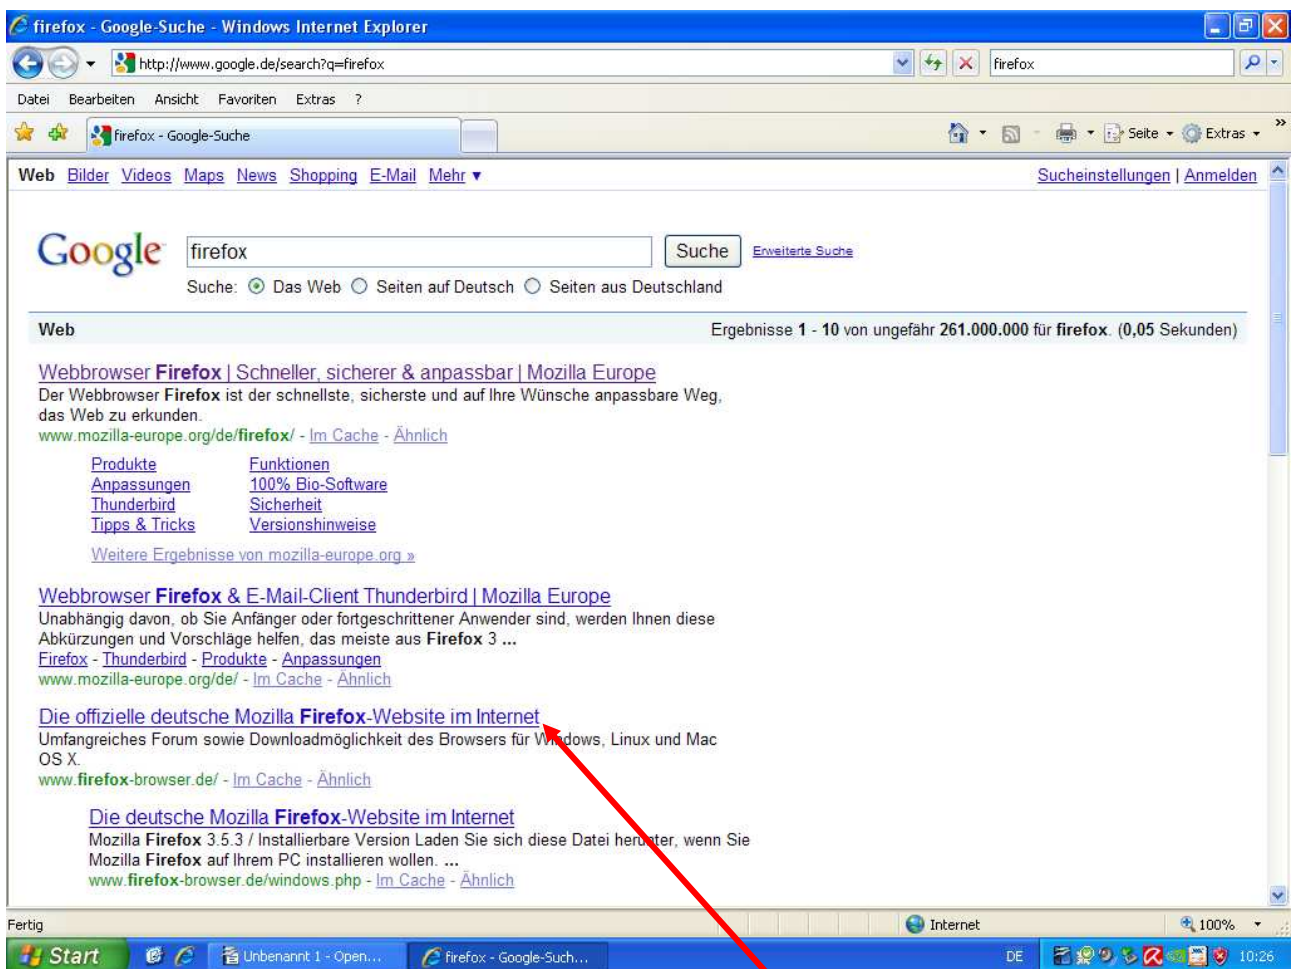 firefox - Google-Suche - Windows Internet Explorer
http://www.google.de/search?q=firefox
firefox
Datei Bearbeiten Ansicht Favoriten Extras ?
firefox - Google-Suche
Seite Extras »
Web Bilder Videos Maps News Shopping E-Mail Mehr ▼
Sucheinstellungen | Anmelden
Google firefox Suche Erweiterte Suche
Suche: Das Web Seiten auf Deutsch Seiten aus Deutschland
Web Ergebnisse 1 - 10 von ungefähr 261.000.000 für firefox. (0,05 Sekunden)
Webbrowser Firefox | Schneller, sicherer & anpassbar | Mozilla Europe
Der Webbrowser Firefox ist der schnellste, sicherste und auf Ihre Wünsche anpassbare Weg,
das Web zu erkunden.
www.mozilla-europe.org/de/firefox/ - Im Cache - Ähnlich
Produkte Funktionen
Anpassungen 100% Bio-Software
Thunderbird Sicherheit
Tipps & Tricks Versionshinweise
Weitere Ergebnisse von mozilla-europe.org »
Webbrowser Firefox & E-Mail-Client Thunderbird | Mozilla Europe
Unabhängig davon, ob Sie Anfänger oder fortgeschrittener Anwender sind, werden Ihnen diese
Abkürzungen und Vorschläge helfen, das meiste aus Firefox 3 ...
Firefox - Thunderbird - Produkte - Anpassungen
www.mozilla-europe.org/de/ - Im Cache - Ähnlich
Die offizielle deutsche Mozilla Firefox-Website im Internet
Umfangreiches Forum sowie Downloadmöglichkeit des Browsers für Windows, Linux und Mac
OS X.
www.firefox-browser.de/ - Im Cache - Ähnlich
Die deutsche Mozilla Firefox-Website im Internet
Mozilla Firefox 3.5.3 / Installierbare Version Laden Sie sich diese Datei herunter, wenn Sie
Mozilla Firefox auf Ihrem PC installieren wollen. ...
www.firefox-browser.de/windows.php - Im Cache - Ähnlich
Fertig Internet 100%
Start Unbenannt 1 - Open... firefox - Google-Such... DE 10:26